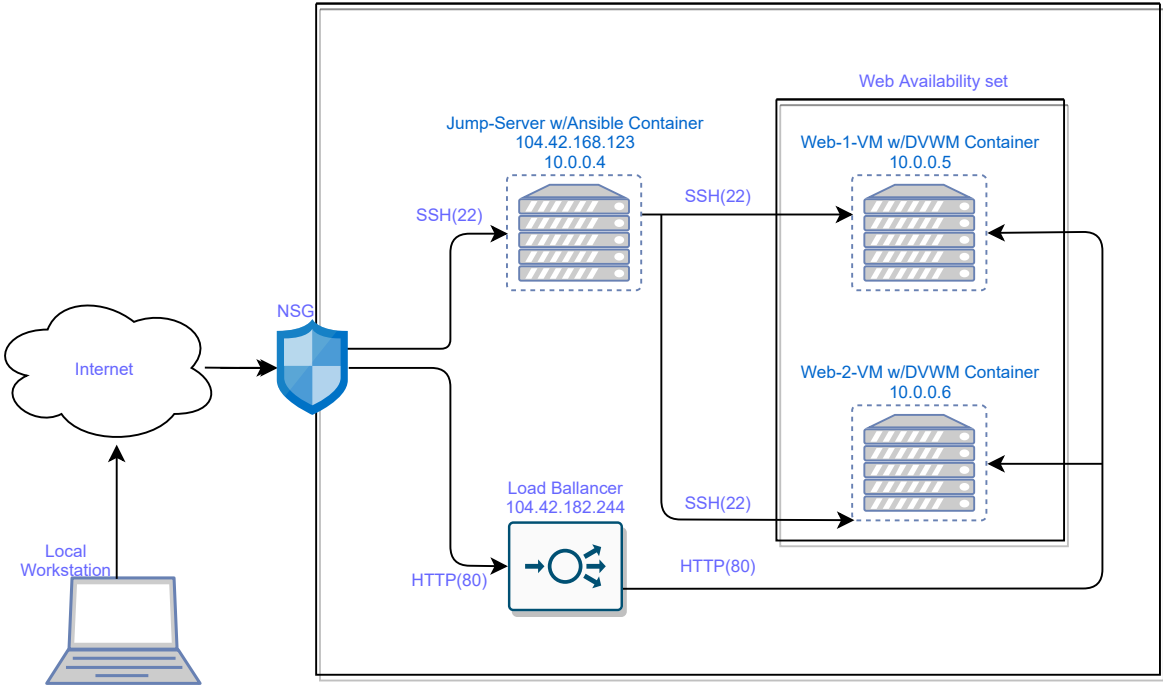 Web Availability set
Jump-Server w/Ansible Container
104.42.168.123
10.0.0.4
Web-1-VM w/DVWM Container
10.0.0.5
SSH(22)
SSH(22)
NSG
Internet
Web-2-VM w/DVWM Container
10.0.0.6
Load Ballancer
104.42.182.244
SSH(22)
Local
Workstation
HTTP(80)
HTTP(80)